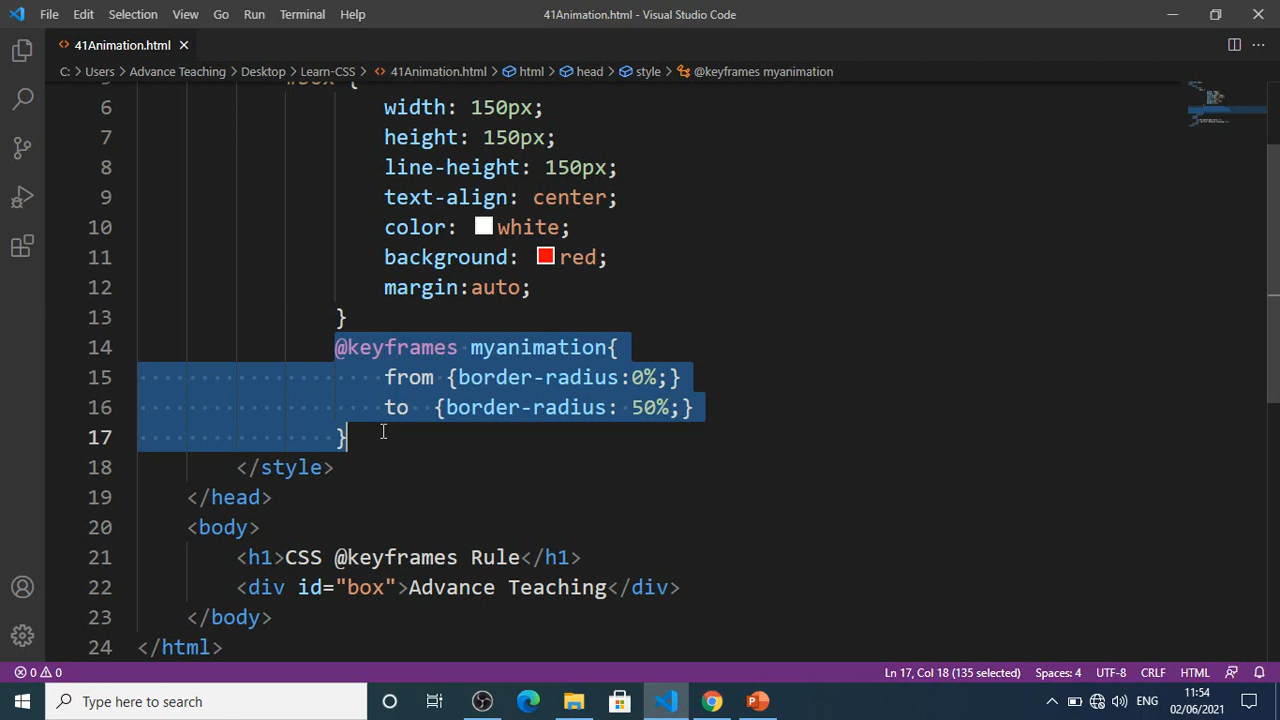 File Edit Selection View Go Run Terminal Help 41Animation.html - Visual Studio Code
41Animation.html
C: > Users > Advance Teaching > Desktop > Learn-CSS > 41Animation.html > html > head > style > @keyframes myanimation
6 width: 150px;
7 height: 150px;
8 line-height: 150px;
9 text-align: center;
10 color: white;
11 background: red;
12 margin:auto;
13 }
14 @keyframes myanimation{
15 from {border-radius:0%;}
16 to {border-radius: 50%;}
17 }
18 </style>
19 </head>
20 <body>
21 <h1>CSS @keyframes Rule</h1>
22 <div id="box">Advance Teaching</div>
23 </body>
24 </html>
0 0 Ln 17, Col 18 (135 selected) Spaces: 4 UTF-8 CRLF HTML
Type here to search ENG 11:54
02/06/2021